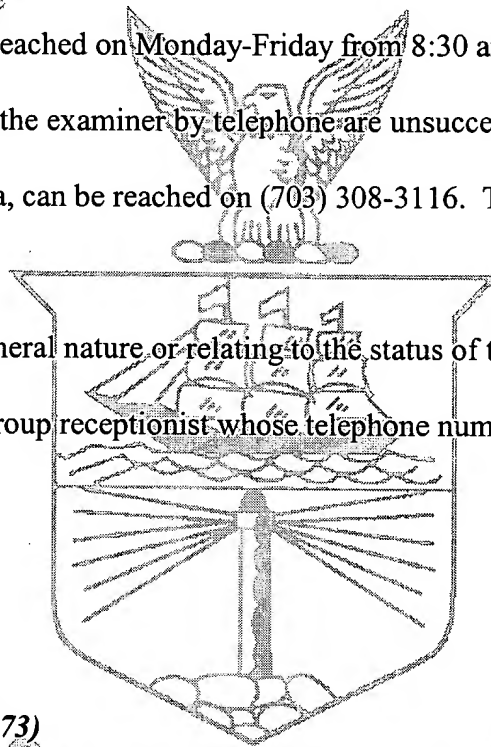 eached on Monday-Friday from 8:30 a
the examiner by telephone are unsucce
a, can be reached on (703) 308-3116. T
neral nature or relating to the status of t
roup receptionist whose telephone num
73)